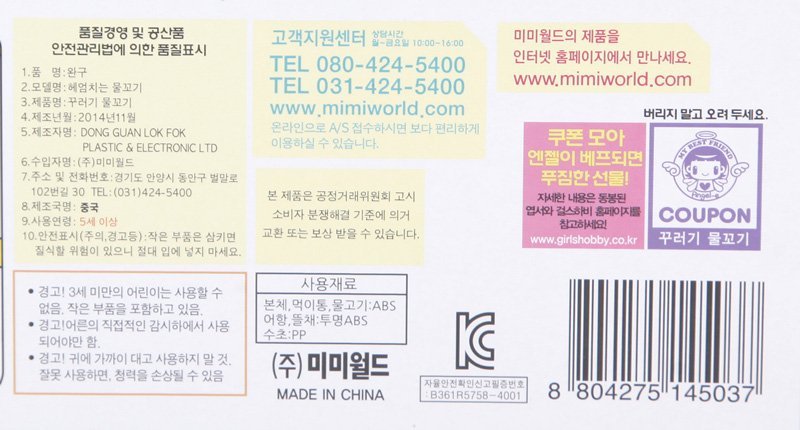 품질경영 및 공산품
안전관리법에 의한 품질표시
1.품 명:완구
2.모델명:헤엄치는 물꼬기
3.제품명:꾸러기 물꼬기
4.제조년월:2014년11월
5.제조자명:DONG GUAN LOK FOK
PLASTIC & ELECTRONIC LTD
6.수입자명:(주)미미월드
7.주소 및 전화번호:경기도 안양시 동안구 벌말로
102번길 30 TEL:(031)424-5400
8.제조국명:중국
9.사용연령:5세 이상
10.안전표시(주의,경고등):작은 부품을 삼키면
질식할 위험이 있으니 절대 입에 넣지 마세요.
• 경고! 3세 미만의 어린이는 사용할 수
없음. 작은 부품을 포함하고 있음.
• 경고!어른의 직접적인 감시하에서 사용
되어야만 함.
• 경고! 귀에 가까이 대고 사용하지 말 것.
잘못 사용하면, 청력을 손상될 수 있음
고객지원센터 상담시간
월~금요일 10:00~16:00
TEL 080-424-5400
TEL 031-424-5400
www.mimiworld.com
온라인으로 A/S 접수하시면 보다 편리하게
이용하실 수 있습니다.
본 제품은 공정거래위원회 고시
소비자 분쟁해결 기준에 의거
교환 또는 보상 받을 수 있습니다.
사용재료
본체,먹이통,물고기:ABS
어항,뜰채:투명ABS
수초:PP
(주) 미미월드
MADE IN CHINA
미미월드의 제품을
인터넷 홈페이지에서 만나세요.
www.mimiworld.com
버리지 말고 오려 두세요.
쿠폰 모아
엔젤이 베프되면
푸짐한 선물!
자세한 내용은 동봉된
엽서와 걸스하비 홈페이지를
참고하세요!
www.girlshobby.co.kr
MY BEST FRIEND
angel-e
COUPON
꾸러기 물꼬기
자율안전확인신고필증번호
:B361R5758-4001
8 804275 145037